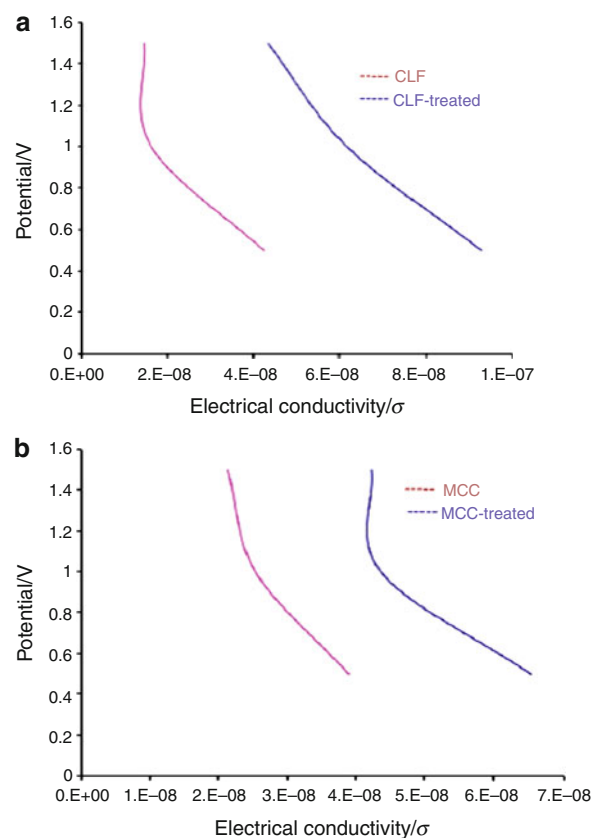 a
1.6
1.4
1.2
1
0.8
0.6
0.4
0.2
0
Potential/V
CLF
CLF-treated
0.E+00 2.E–08 4.E–08 6.E–08 8.E–08 1.E–07
Electrical conductivity/σ
b
1.6
1.4
1.2
1
0.8
0.6
0.4
0.2
0
Potential/V
MCC
MCC-treated
0.E+00 1.E–08 2.E–08 3.E–08 4.E–08 5.E–08 6.E–08 7.E–08
Electrical conductivity/σ